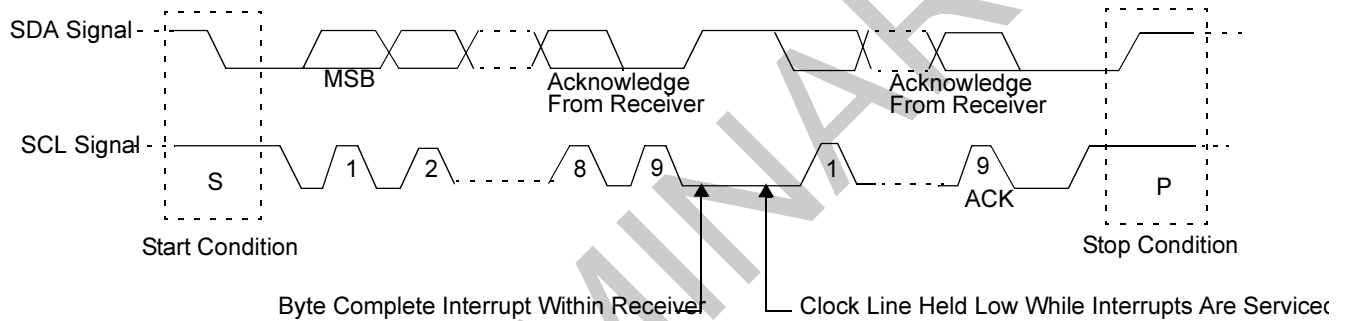 SDA Signal
MSB
Acknowledge
From Receiver
Acknowledge
From Receiver
SCL Signal
S
1
2
8
9
1
9
ACK
P
Start Condition
Stop Condition
Byte Complete Interrupt Within Receiver
Clock Line Held Low While Interrupts Are Serviced
MINAR